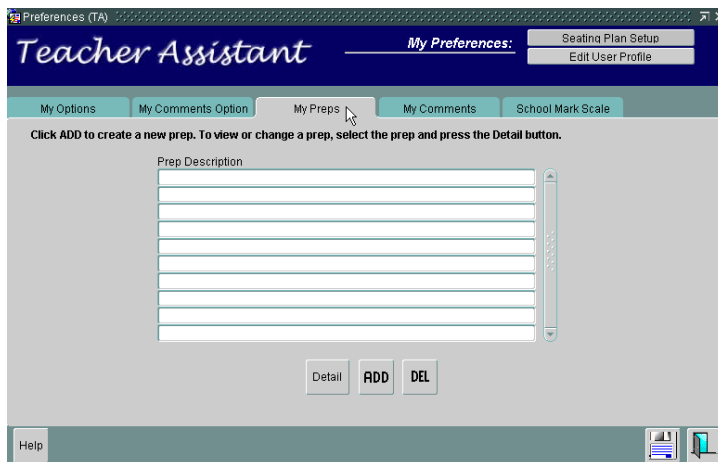 Preferences (TA)
Teacher Assistant
My Preferences:
Seating Plan Setup
Edit User Profile
My Options
My Comments Option
My Preps
My Comments
School Mark Scale
Click ADD to create a new prep. To view or change a prep, select the prep and press the Detail button.
Prep Description
Detail
ADD
DEL
Help